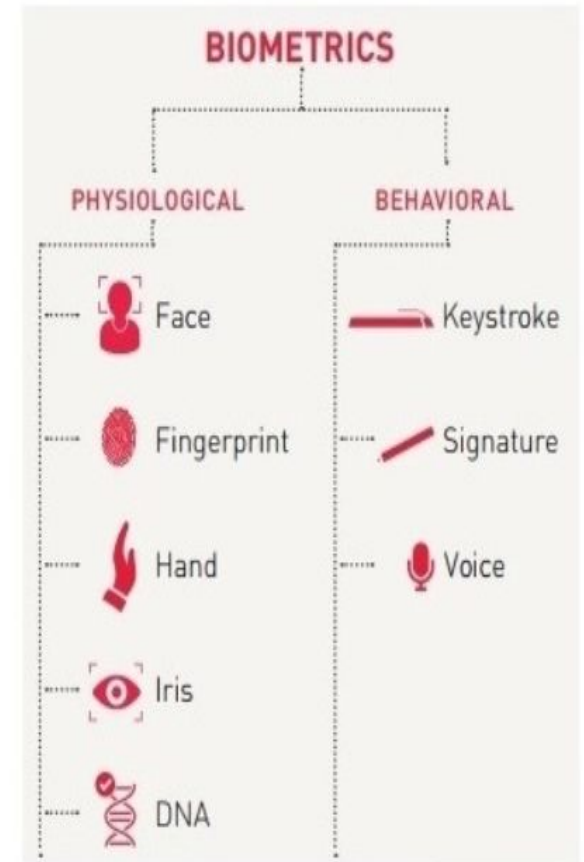 BIOMETRICS
PHYSIOLOGICAL
Face
Fingerprint
Hand
Iris
DNA
BEHAVIORAL
Keystroke
Signature
Voice